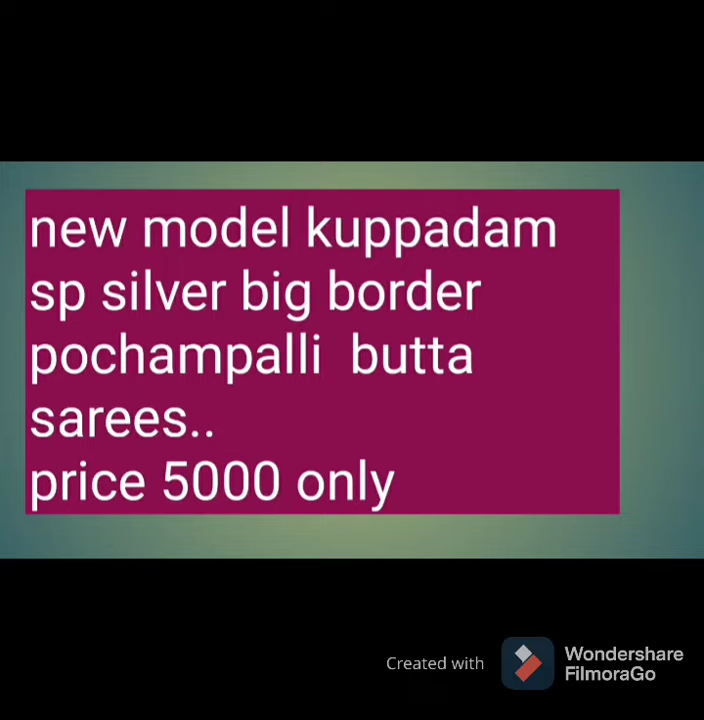 new model kuppadam
sp silver big border
pochampalli  butta
sarees..
price 5000 only
Created with
Wondershare
FilmoraGo